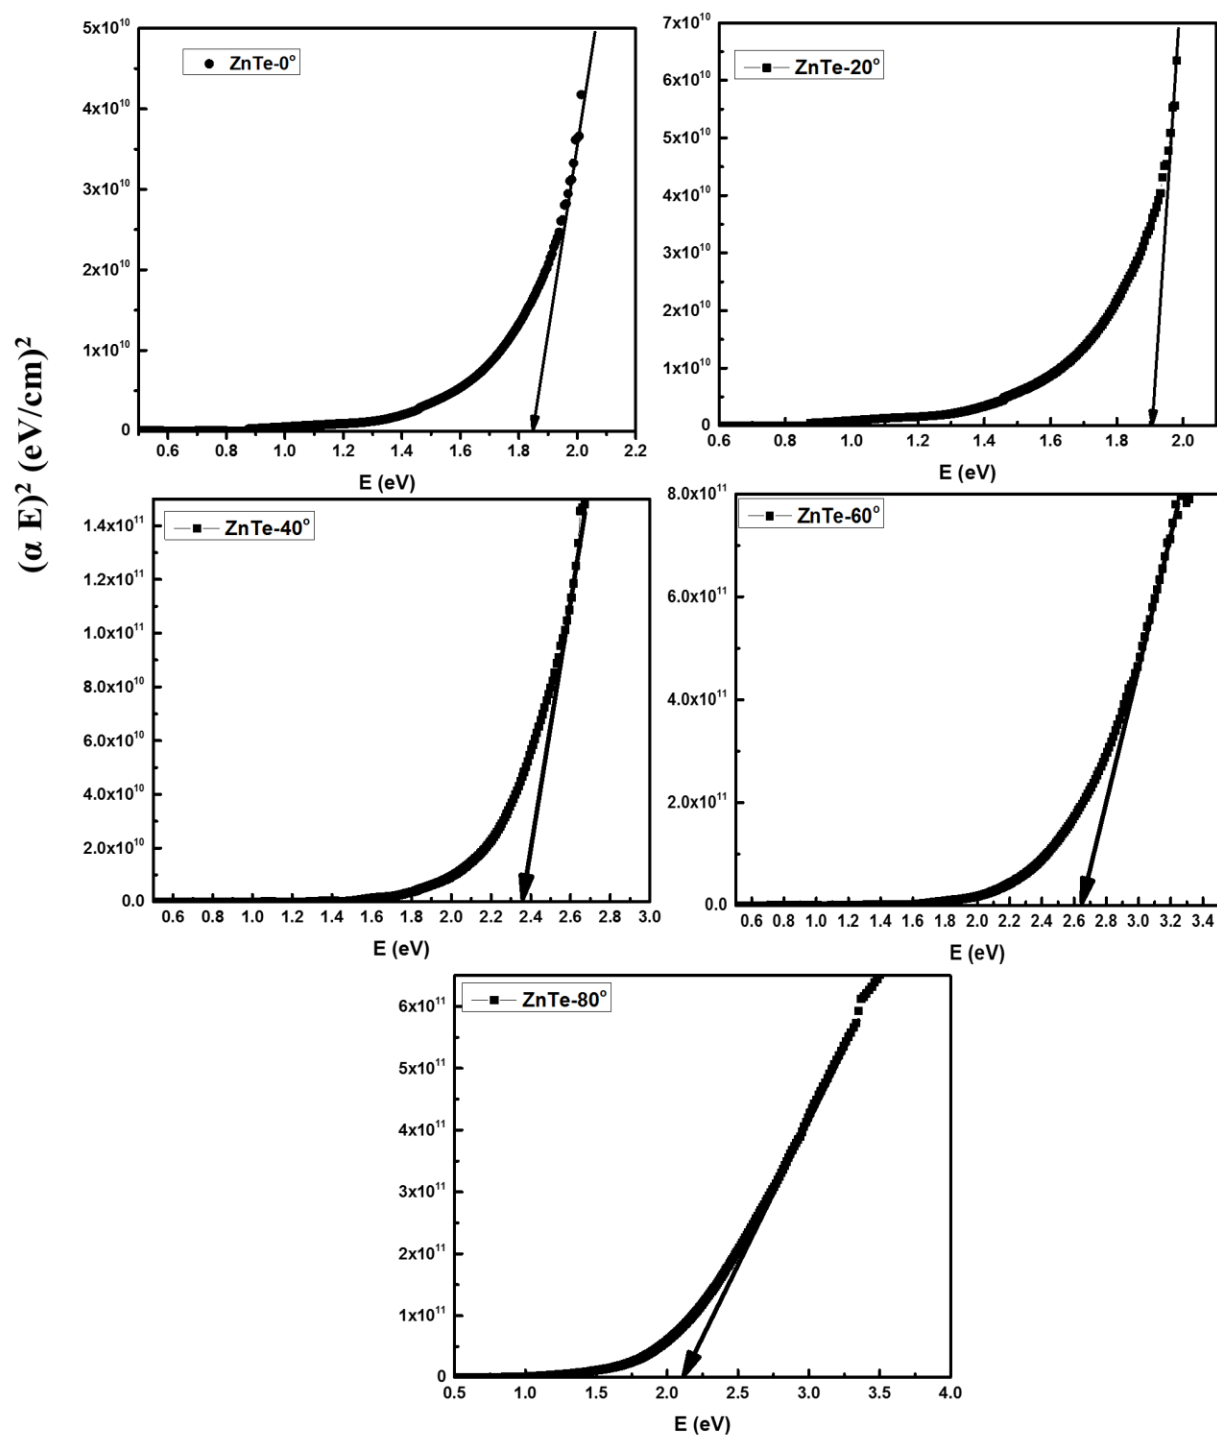 (α E)² (eV/cm)²
ZnTe-0°
5x10¹⁰
4x10¹⁰
3x10¹⁰
2x10¹⁰
1x10¹⁰
0
0.6 0.8 1.0 1.2 1.4 1.6 1.8 2.0 2.2
E (eV)
ZnTe-20°
7x10¹⁰
6x10¹⁰
5x10¹⁰
4x10¹⁰
3x10¹⁰
2x10¹⁰
1x10¹⁰
0
0.6 0.8 1.0 1.2 1.4 1.6 1.8 2.0
E (eV)
ZnTe-40°
1.4x10¹¹
1.2x10¹¹
1.0x10¹¹
8.0x10¹⁰
6.0x10¹⁰
4.0x10¹⁰
2.0x10¹⁰
0.0
0.6 0.8 1.0 1.2 1.4 1.6 1.8 2.0 2.2 2.4 2.6 2.8 3.0
E (eV)
ZnTe-60°
8.0x10¹¹
6.0x10¹¹
4.0x10¹¹
2.0x10¹¹
0.0
0.6 0.8 1.0 1.2 1.4 1.6 1.8 2.0 2.2 2.4 2.6 2.8 3.0 3.2 3.4
E (eV)
ZnTe-80°
6x10¹¹
5x10¹¹
4x10¹¹
3x10¹¹
2x10¹¹
1x10¹¹
0
0.5 1.0 1.5 2.0 2.5 3.0 3.5 4.0
E (eV)